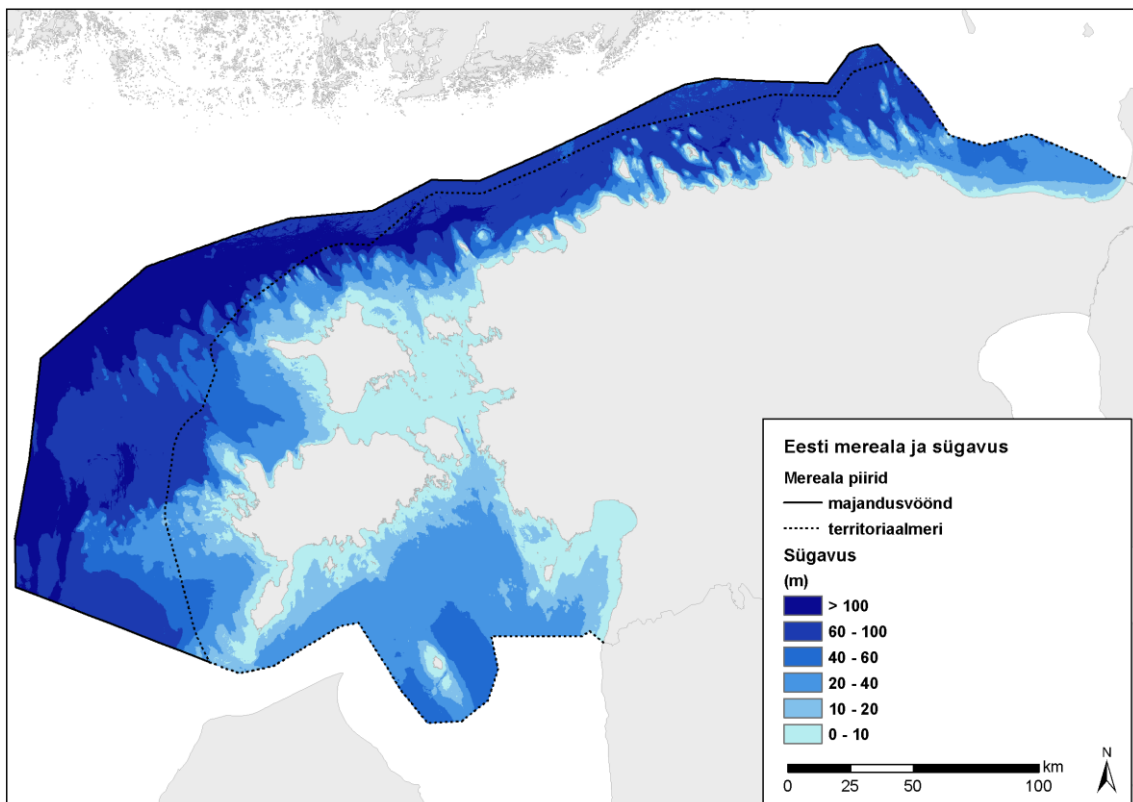 Eesti mereala ja sügavus
Mereala piirid
majandusvöönd
territoriaalmeri
Sügavus
(m)
> 100
60 - 100
40 - 60
20 - 40
10 - 20
0 - 10
km
0 25 50 100
N